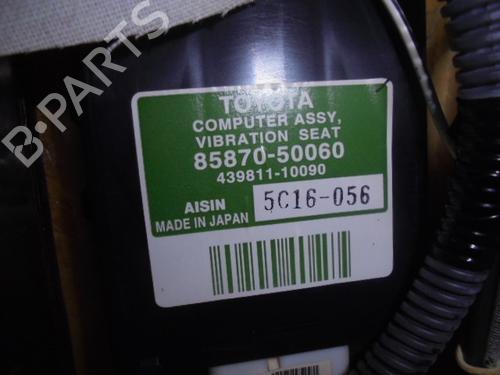 B-PARTS
TOYOTA
COMPUTER ASSY,
VIBRATION SEAT
85870-50060
439811-10090
AISIN
MADE IN JAPAN
5C16-056